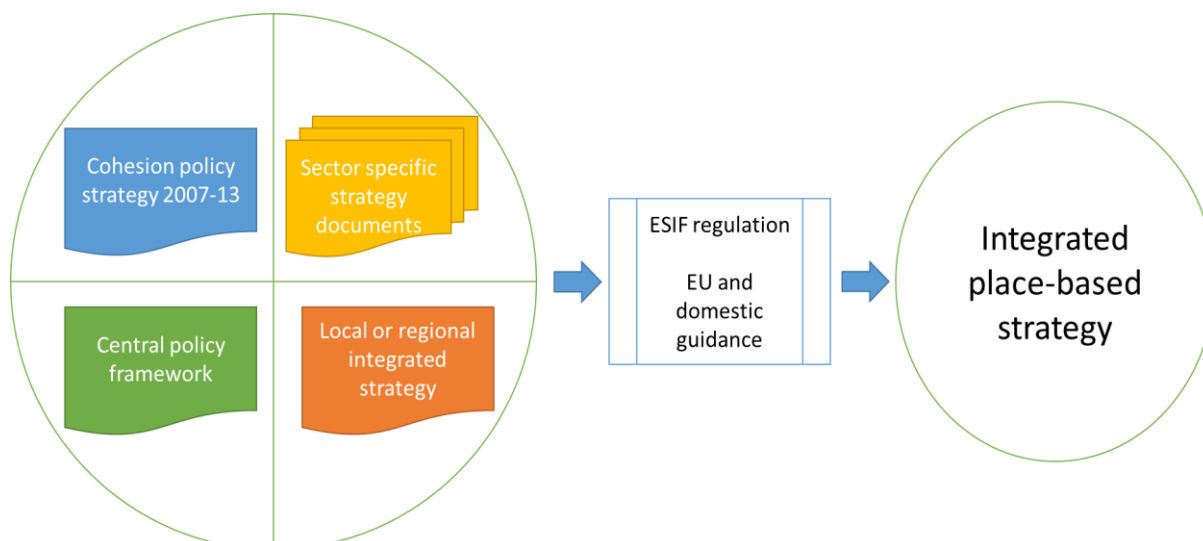 Cohesion policy
strategy 2007-13
Sector specific
strategy
documents
Central policy
framework
Local or regional
integrated
strategy
ESIF regulation
EU and
domestic
guidance
Integrated
place-based
strategy